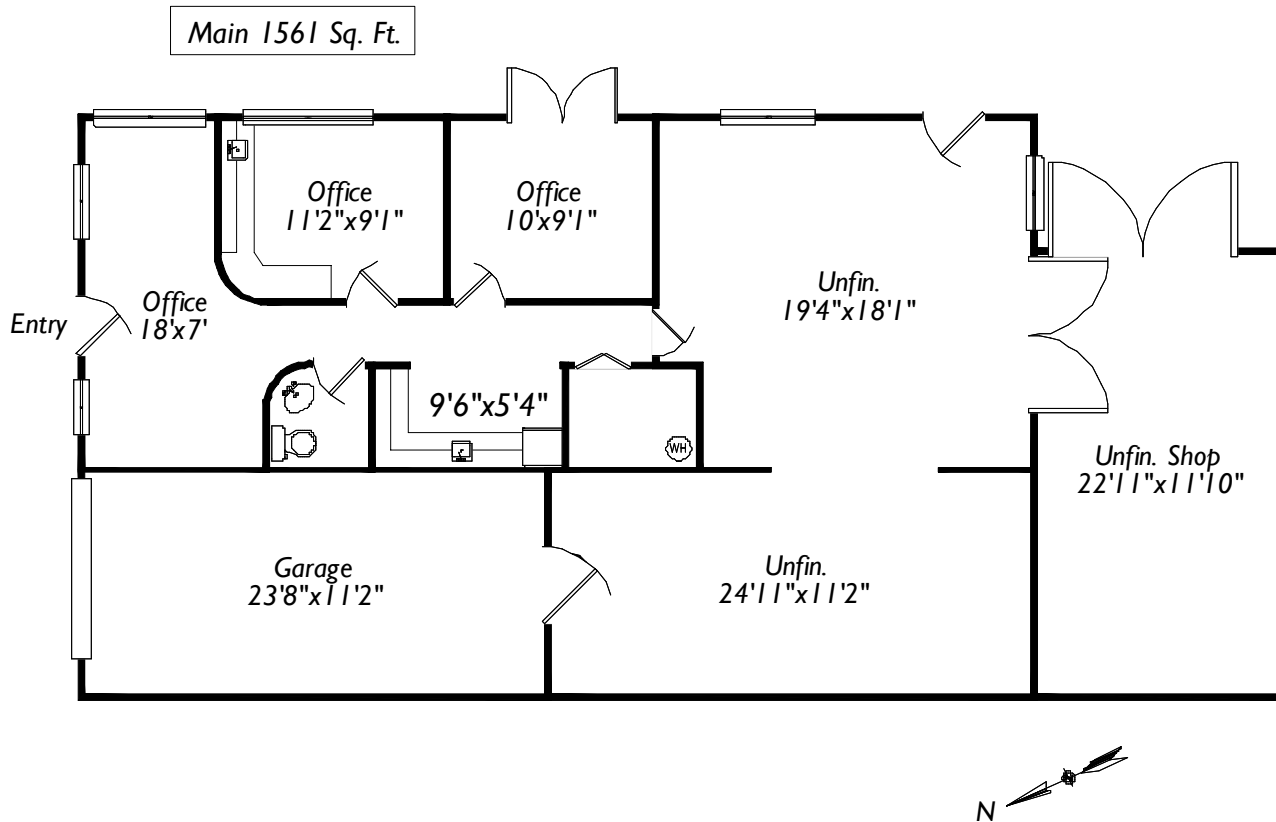 Main 1561 Sq. Ft.
Office
11'2"x9'1"
Office
10'x9'1"
Unfin.
19'4"x18'1"
Entry
Office
18'x7'
9'6"x5'4"
WH
Unfin. Shop
22'11"x11'10"
Garage
23'8"x11'2"
Unfin.
24'11"x11'2"
N